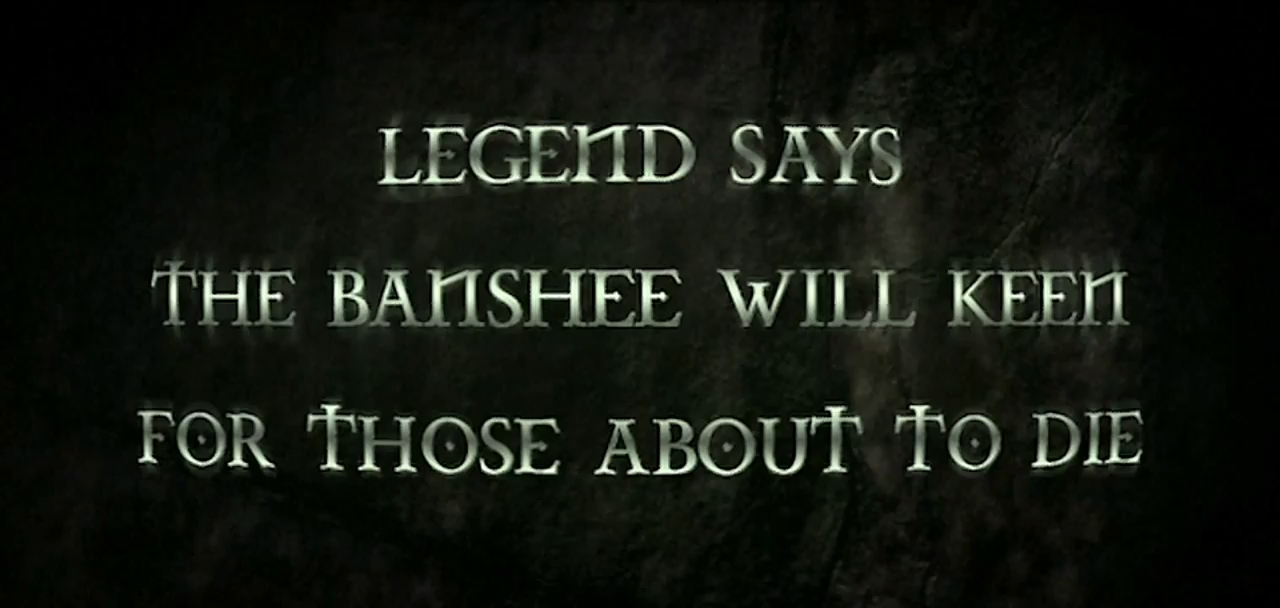 LEGEND SAYS
THE BANSHEE WILL KEEN
FOR THOSE ABOUT TO DIE